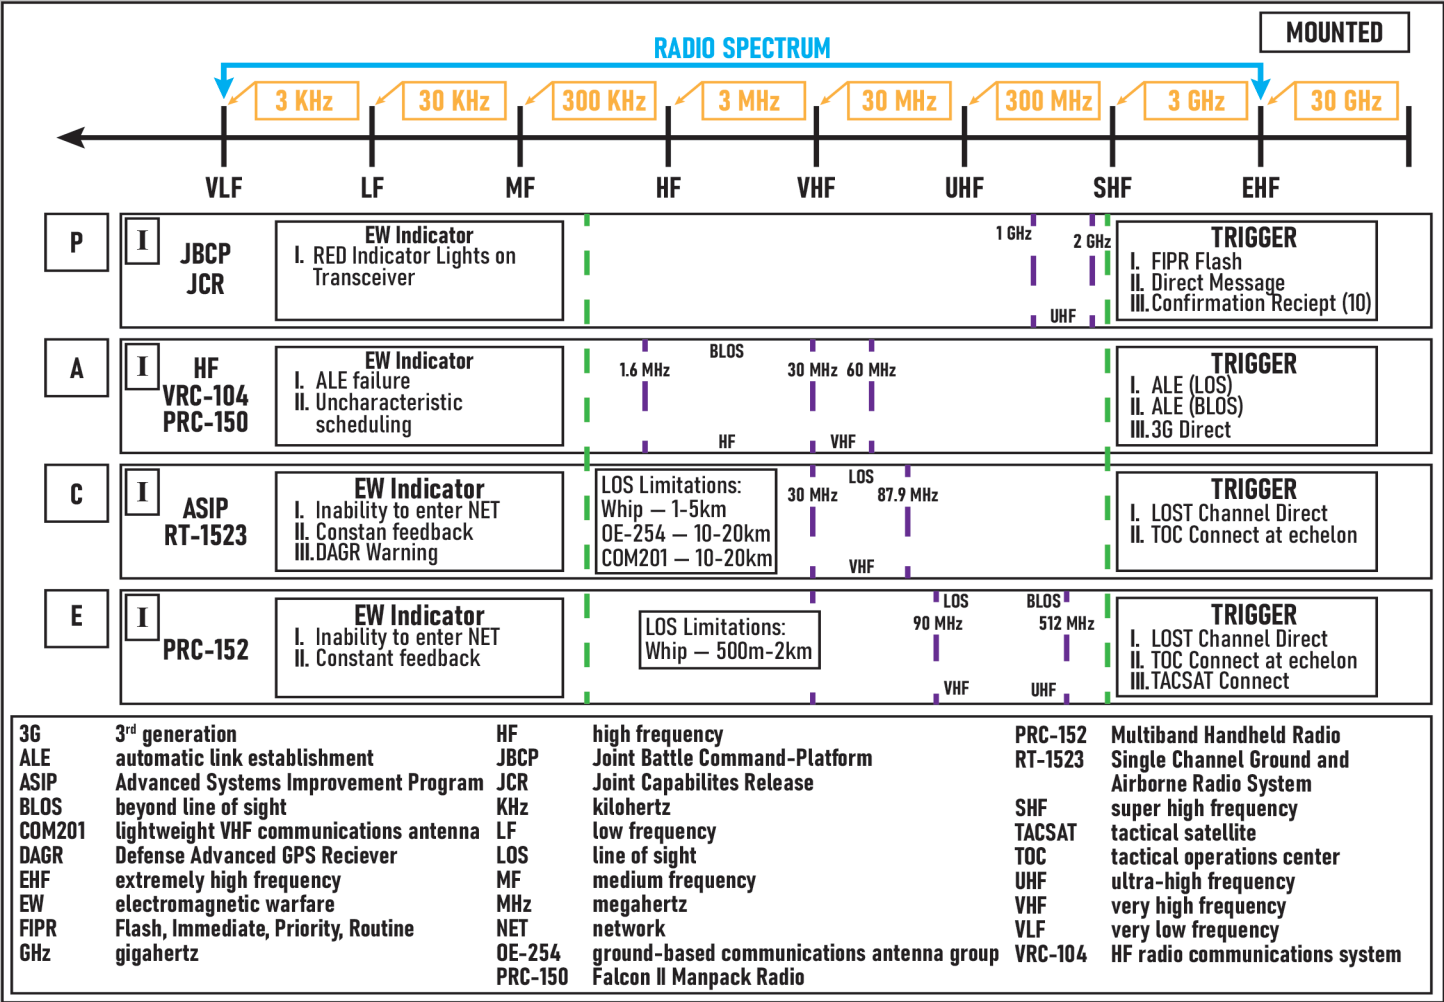 MOUNTED
RADIO SPECTRUM
3 KHz 30 KHz 300 KHz 3 MHz 30 MHz 300 MHz 3 GHz 30 GHz
VLF LF MF HF VHF UHF SHF EHF
P
I
JBCP
JCR
EW Indicator
I. RED Indicator Lights on
Transceiver
1 GHz
2 GHz
UHF
TRIGGER
I. FIPR Flash
II. Direct Message
III. Confirmation Reciept (10)
A
I
HF
VRC-104
PRC-150
EW Indicator
I. ALE failure
II. Uncharacteristic
scheduling
BLOS
1.6 MHz 30 MHz 60 MHz
HF VHF
TRIGGER
I. ALE (LOS)
II. ALE (BLOS)
III. 3G Direct
C
I
ASIP
RT-1523
EW Indicator
I. Inability to enter NET
II. Constan feedback
III. DAGR Warning
LOS Limitations:
Whip — 1-5km
OE-254 — 10-20km
COM201 — 10-20km
LOS
30 MHz 87.9 MHz
VHF
TRIGGER
I. LOST Channel Direct
II. TOC Connect at echelon
E
I
PRC-152
EW Indicator
I. Inability to enter NET
II. Constant feedback
LOS Limitations:
Whip — 500m-2km
LOS BLOS
90 MHz 512 MHz
VHF UHF
TRIGGER
I. LOST Channel Direct
II. TOC Connect at echelon
III. TACSAT Connect
3G 3rd generation
ALE automatic link establishment
ASIP Advanced Systems Improvement Program
BLOS beyond line of sight
COM201 lightweight VHF communications antenna
DAGR Defense Advanced GPS Reciever
EHF extremely high frequency
EW electromagnetic warfare
FIPR Flash, Immediate, Priority, Routine
GHz gigahertz
HF high frequency
JBCP Joint Battle Command-Platform
JCR Joint Capabilites Release
KHz kilohertz
LF low frequency
LOS line of sight
MF medium frequency
MHz megahertz
NET network
OE-254 ground-based communications antenna group
PRC-150 Falcon II Manpack Radio
PRC-152 Multiband Handheld Radio
RT-1523 Single Channel Ground and
Airborne Radio System
SHF super high frequency
TACSAT tactical satellite
TOC tactical operations center
UHF ultra-high frequency
VHF very high frequency
VLF very low frequency
VRC-104 HF radio communications system